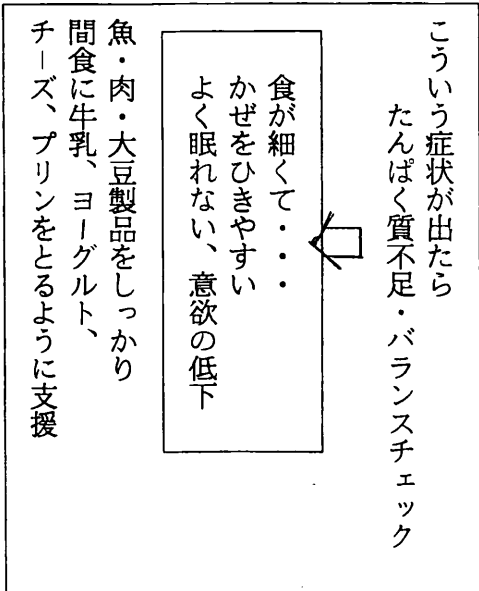 こういう症状が出たら
たんぱく質不足・バランスチェック
食が細くて・・・
かぜをひきやすい
よく眠れない、意欲の低下
魚・肉・大豆製品をしっかり
間食に牛乳、ヨーグルト、
チーズ、プリンをとるように支援